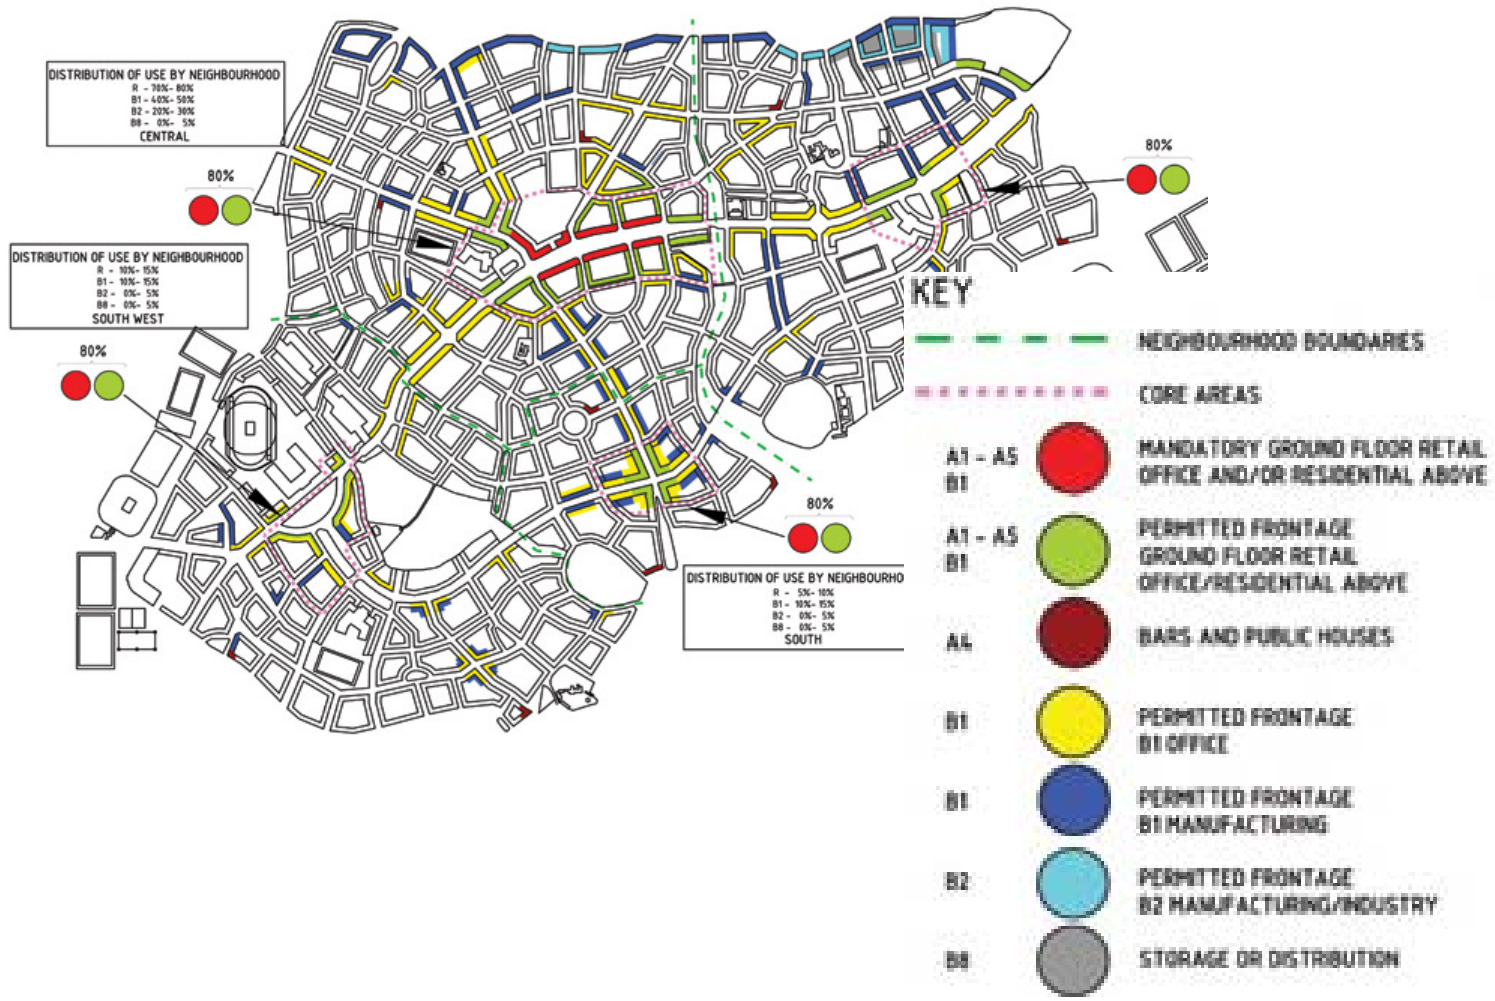 DISTRIBUTION OF USE BY NEIGHBOURHOOD
R - 70%- 80%
B1 - 40%- 50%
B2 - 20%- 30%
B8 - 0%- 5%
CENTRAL
80%
80%
DISTRIBUTION OF USE BY NEIGHBOURHOOD
R - 10%- 15%
B1 - 10%- 15%
B2 - 0%- 5%
B8 - 0%- 5%
SOUTH WEST
80%
80%
DISTRIBUTION OF USE BY NEIGHBOURHO
R - 5%- 10%
B1 - 10%- 15%
B2 - 0%- 5%
B8 - 0%- 5%
SOUTH
KEY
NEIGHBOURHOOD BOUNDARIES
CORE AREAS
A1 - A5
B1
MANDATORY GROUND FLOOR RETAIL
OFFICE AND/OR RESIDENTIAL ABOVE
A1 - A5
B1
PERMITTED FRONTAGE
GROUND FLOOR RETAIL
OFFICE/RESIDENTIAL ABOVE
A4
BARS AND PUBLIC HOUSES
B1
PERMITTED FRONTAGE
B1 OFFICE
B1
PERMITTED FRONTAGE
B1 MANUFACTURING
B2
PERMITTED FRONTAGE
B2 MANUFACTURING/INDUSTRY
B8
STORAGE OR DISTRIBUTION